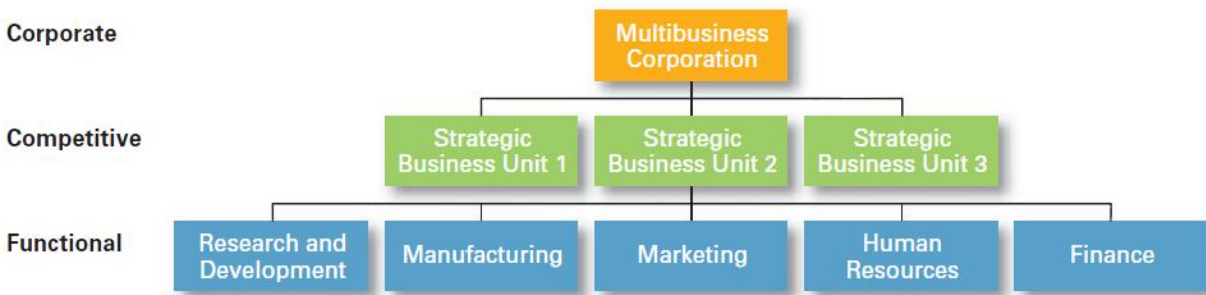 Corporate
Multibusiness
Corporation
Competitive
Strategic
Business Unit 1
Strategic
Business Unit 2
Strategic
Business Unit 3
Functional
Research and
Development
Manufacturing
Marketing
Human
Resources
Finance